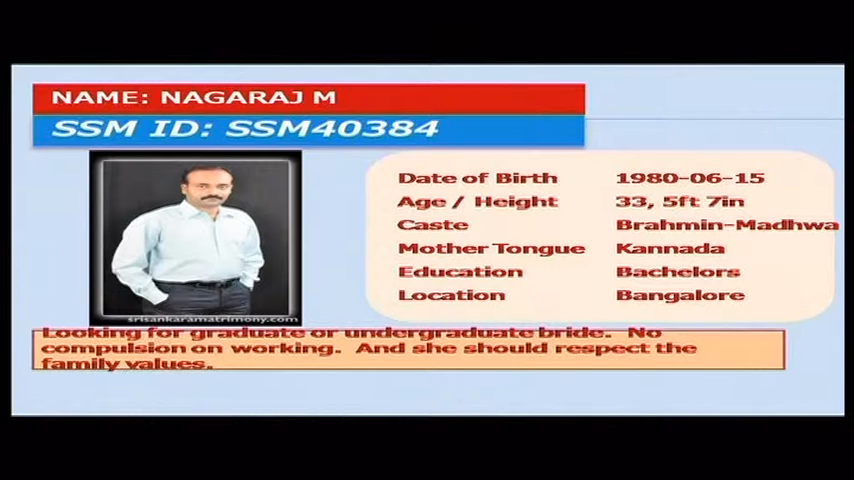 NAME: NAGARAJ M
SSM ID: SSM40384
Date of Birth 1980-06-15
Age / Height 33, 5ft 7in
Caste Brahmin-Madhwa
Mother Tongue Kannada
Education Bachelors
Location Bangalore
srisankaramatrimony.com
Looking for graduate or undergraduate bride. No
compulsion on working. And she should respect the
family values.